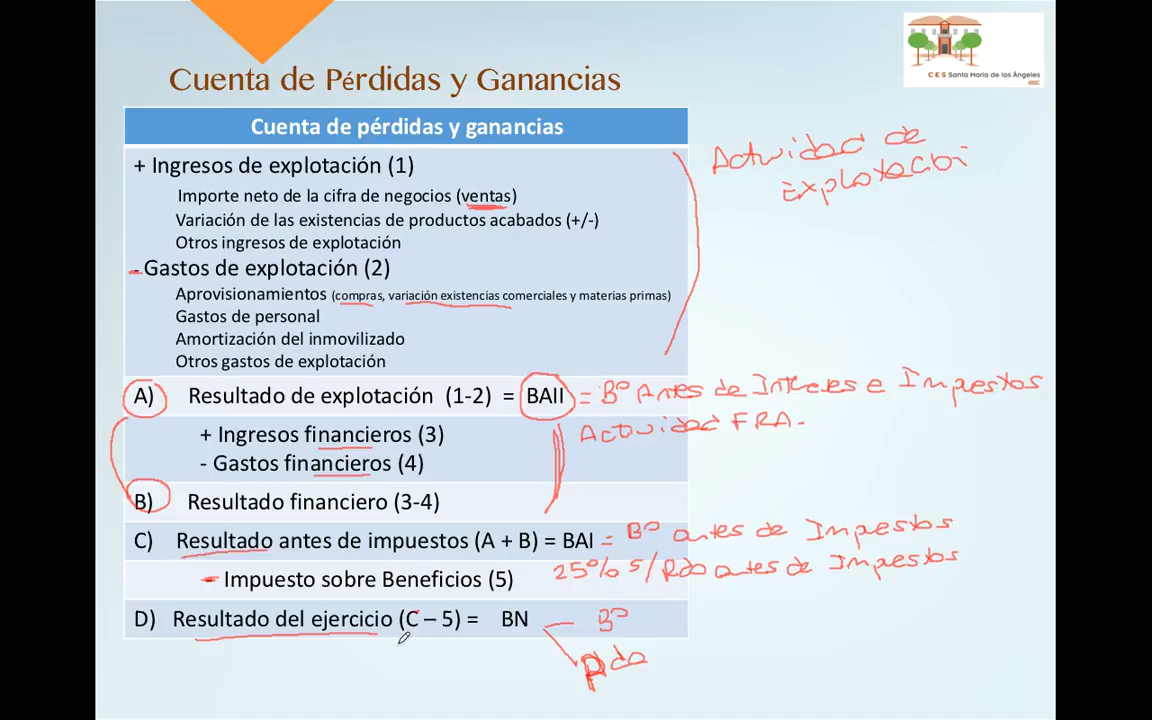 CES Santa María de los Ángeles
Cuenta de Pérdidas y Ganancias
Cuenta de pérdidas y ganancias
+ Ingresos de explotación (1)
Importe neto de la cifra de negocios (ventas)
Variación de las existencias de productos acabados (+/-)
Otros ingresos de explotación
- Gastos de explotación (2)
Aprovisionamientos (compras, variación existencias comerciales y materias primas)
Gastos de personal
Amortización del inmovilizado
Otros gastos de explotación
Actividad de
Explotación
A) Resultado de explotación (1-2) = BAII = Bº Antes de Intereses e Impestos
+ Ingresos financieros (3) Actividad FRA.
- Gastos financieros (4)
B) Resultado financiero (3-4)
C) Resultado antes de impuestos (A + B) = BAI = Bº antes de Impestos
- Impuesto sobre Beneficios (5) 25% s/Rdo antes de Impestos
D) Resultado del ejercicio (C – 5) = BN Bº